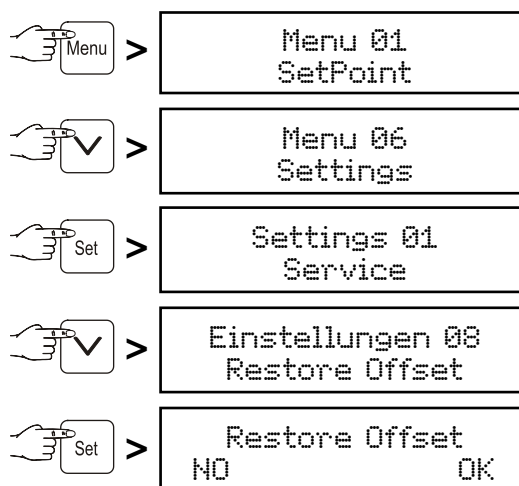 Menu > Menu 01
SetPoint
> Menu 06
Settings
Set > Settings 01
Service
> Einstellungen 08
Restore Offset
Set > Restore Offset
NO OK